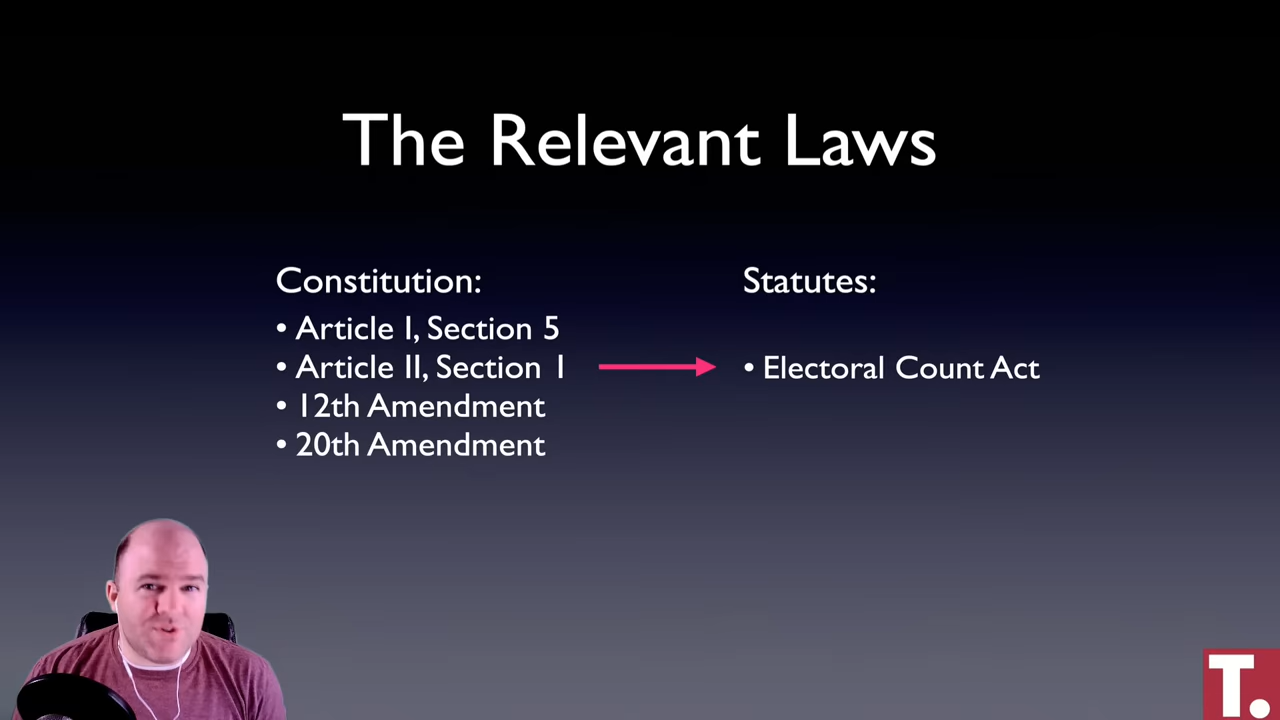 The Relevant Laws
Constitution:
• Article I, Section 5
• Article II, Section 1
• 12th Amendment
• 20th Amendment
Statutes:
• Electoral Count Act
T.